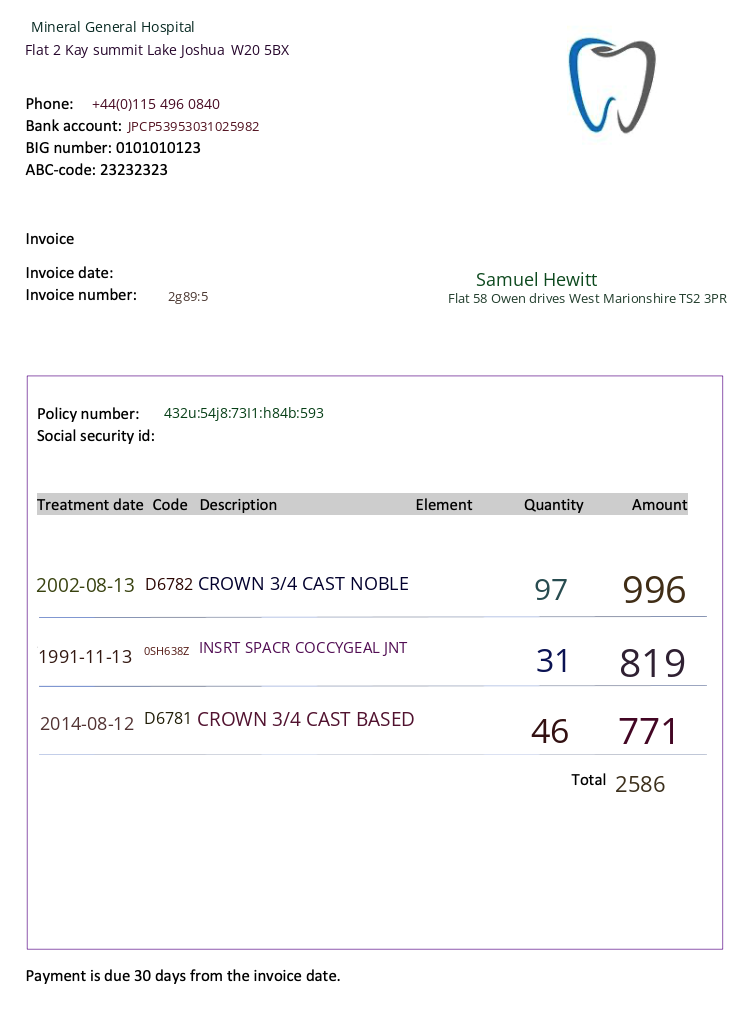 Mineral General Hospital
Flat 2 Kay summit Lake Joshua W20 5BX
Phone: +44(0)115 496 0840
Bank account: JPCP53953031025982
BIG number: 0101010123
ABC-code: 23232323
Invoice
Invoice date:
Invoice number: 2g89:5
Samuel Hewitt
Flat 58 Owen drives West Marionshire TS2 3PR
Policy number: 432u:54j8:73I1:h84b:593
Social security id:
Treatment date Code Description Element Quantity Amount
2002-08-13 D6782 CROWN 3/4 CAST NOBLE 97 996
1991-11-13 0SH638Z INSRT SPACR COCCYGEAL JNT 31 819
2014-08-12 D6781 CROWN 3/4 CAST BASED 46 771
Total 2586
Payment is due 30 days from the invoice date.